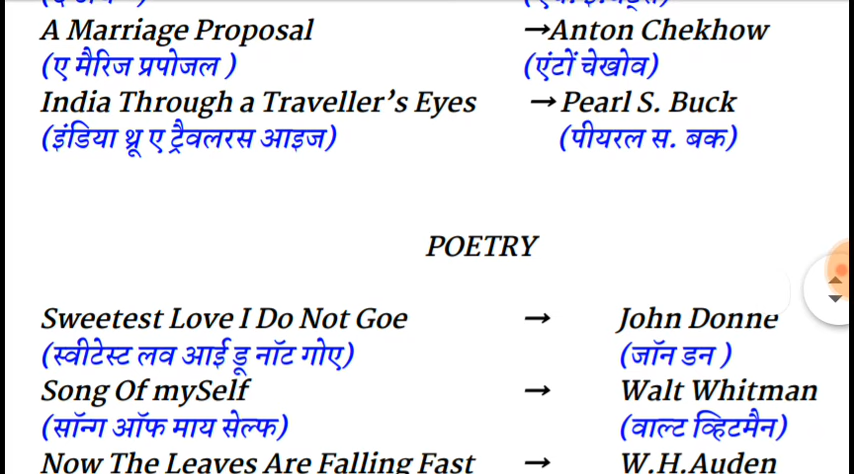 A Marriage Proposal →Anton Chekhow
(ए मैरिज प्रपोजल ) (एंटों चेखोव)
India Through a Traveller's Eyes → Pearl S. Buck
(इंडिया थ्रू ए ट्रैवलरस आइज) (पीयरल स. बक)
POETRY
Sweetest Love I Do Not Goe → John Donne
(स्वीटेस्ट लव आई डू नॉट गोए) (जॉन डन )
Song Of mySelf → Walt Whitman
(सॉन्ग ऑफ माय सेल्फ) (वाल्ट व्हिटमैन)
Now The Leaves Are Falling Fast → W.H.Auden